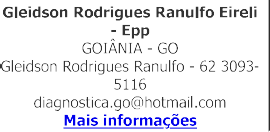 Gleidson Rodrigues Ranulfo Eireli
- Epp
GOIÂNIA - GO
Gleidson Rodrigues Ranulfo - 62 3093-
5116
diagnostica.go@hotmail.com
Mais informações